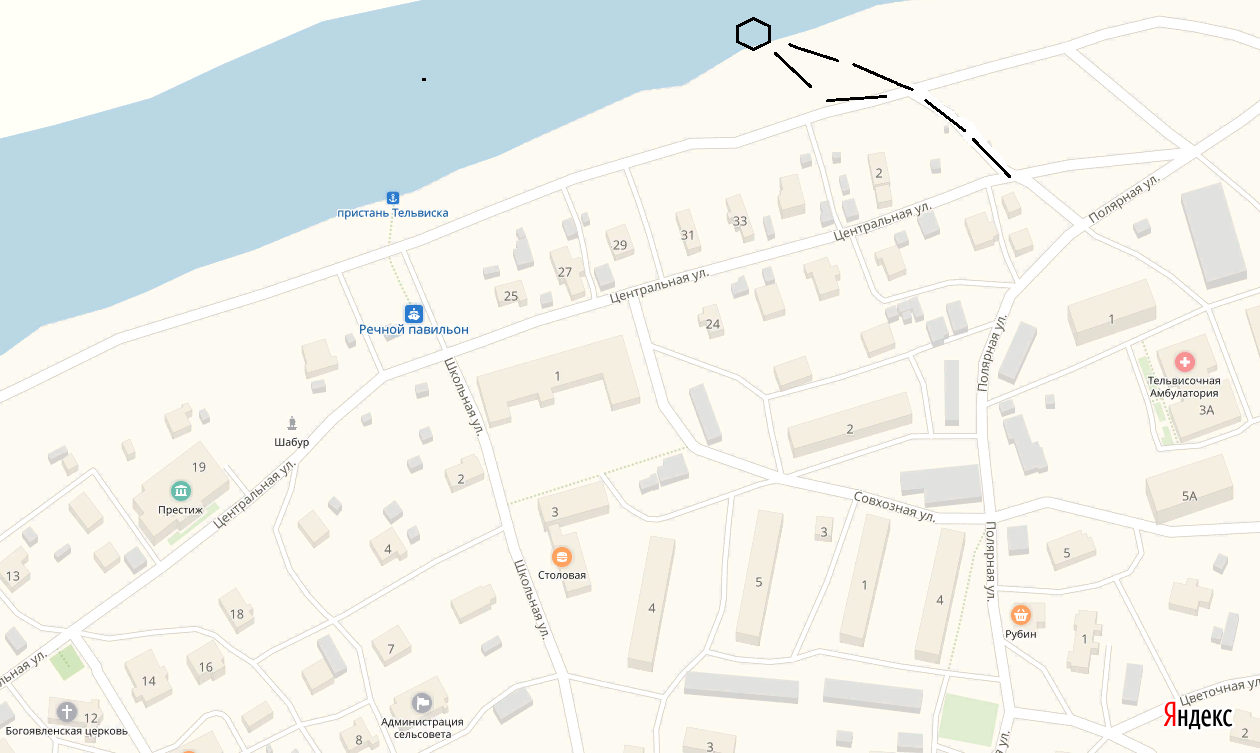 2
пристань Тельвиска
Полярная ул.
Центральная ул.
33
31
29
27
25
Центральная ул.
Речной павильон
24
1
Полярная ул.
Тельвисочная
Амбулатория
3А
1
Школьная ул.
2
Шабур
19
Престиж
Центральная ул.
2
5А
Совхозная ул.
3
Столовая
3
4
5
1
4
Полярная ул.
5
13
4
Школьная ул.
18
7
Рубин
1
льная ул.
16
14
12
Богоявленская церковь
Администрация
сельсовета
8
3
Цветочная ул
ул.
2
Яндекс